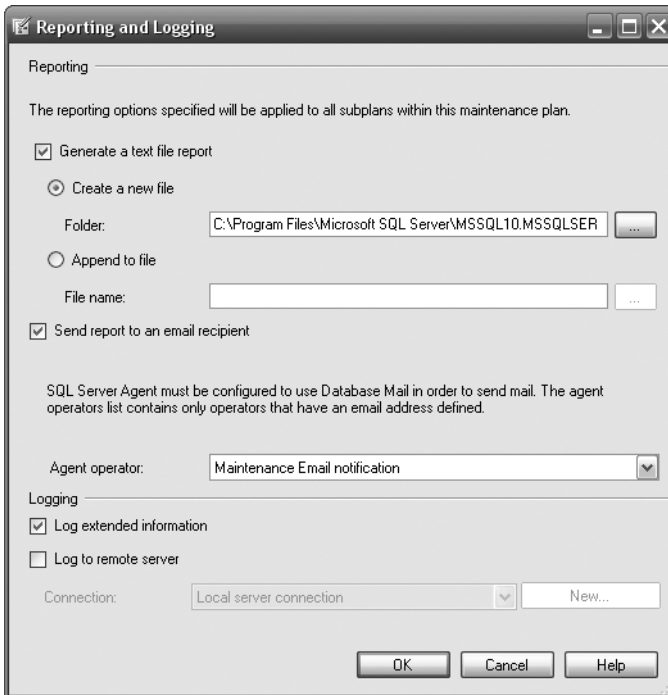 Reporting and Logging
Reporting
The reporting options specified will be applied to all subplans within this maintenance plan.
Generate a text file report
Create a new file
Folder:
C:\Program Files\Microsoft SQL Server\MSSQL10.MSSQLSER
...
Append to file
File name:
...
Send report to an email recipient
SQL Server Agent must be configured to use Database Mail in order to send mail. The agent
operators list contains only operators that have an email address defined.
Agent operator:
Maintenance Email notification
Logging
Log extended information
Log to remote server
Connection:
Local server connection
New...
OK
Cancel
Help